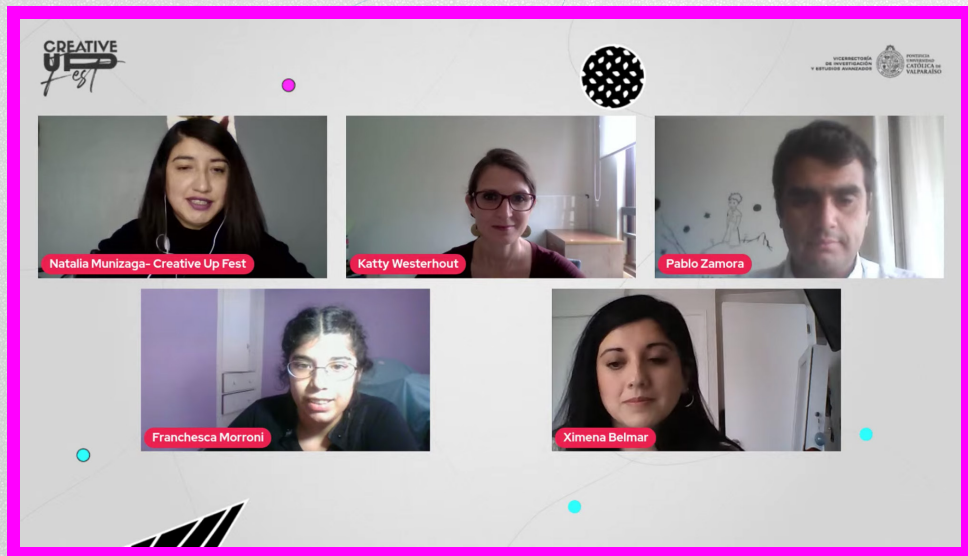 CREATIVE
UP
Fest
VICERRECTORÍA
DE INVESTIGACIÓN
Y ESTUDIOS AVANZADOS
PONTIFICIA
UNIVERSIDAD
CATÓLICA DE
VALPARAÍSO
Natalia Munizaga- Creative Up Fest
Katty Westerhout
Pablo Zamora
Franchesca Morroni
Ximena Belmar